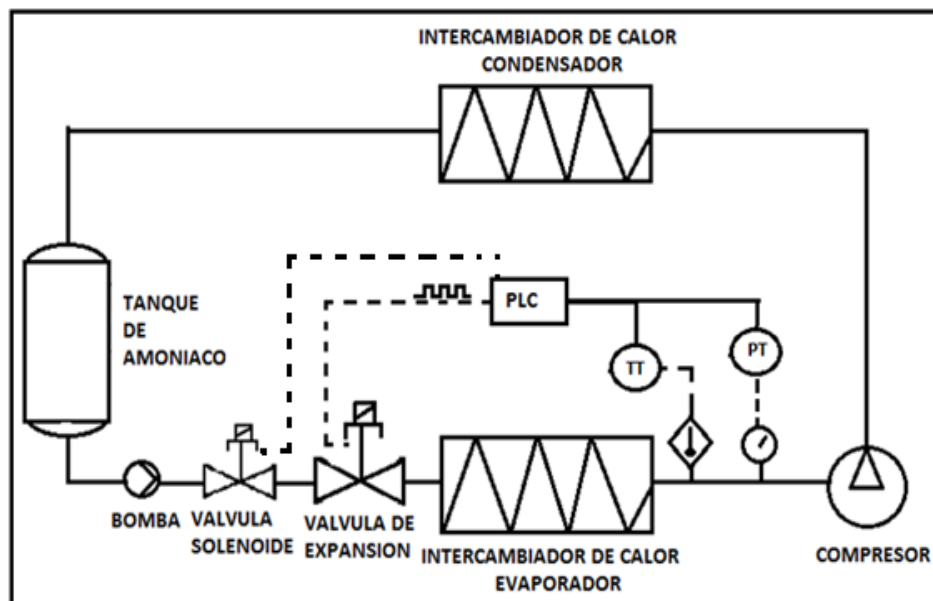 INTERCAMBIADOR DE CALOR
CONDENSADOR
TANQUE
DE
AMONIACO
PLC
TT
PT
BOMBA
VALVULA
SOLENOIDE
VALVULA DE
EXPANSION
INTERCAMBIADOR DE CALOR
EVAPORADOR
COMPRESOR